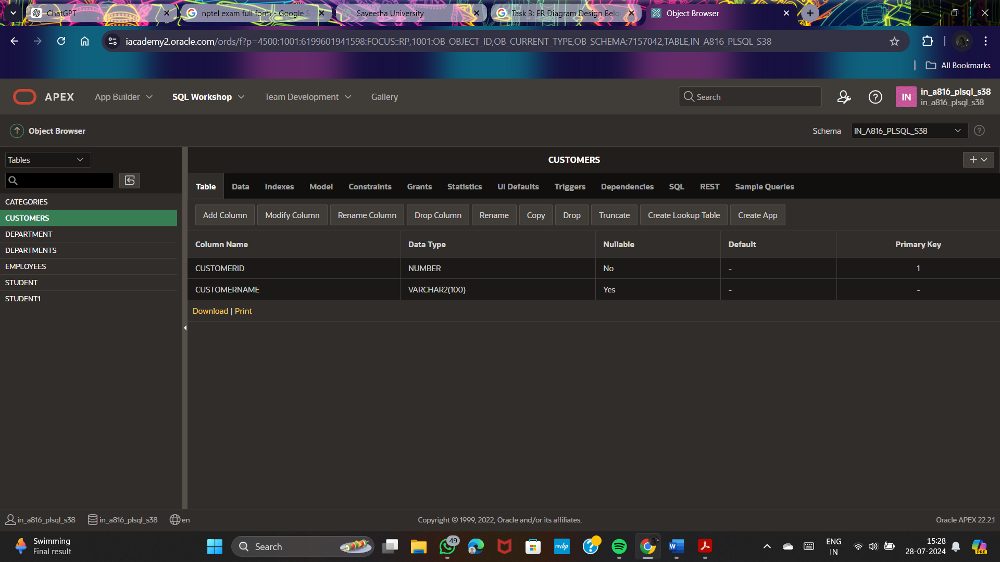 ChatGPT
nptel exam full form - Google S
Saveetha University
Task 3: ER Diagram Design Belo
Object Browser
iacademy2.oracle.com/ords/f?p=4500:1001:6199601941598:FOCUS::RP,1001:OB_OBJECT_ID,OB_CURRENT_TYPE,OB_SCHEMA:7157042,TABLE,IN_A816_PLSQL_S38
All Bookmarks
APEX App Builder SQL Workshop Team Development Gallery Search IN in_a816_plsql_s38
in_a816_plsql_s38
Object Browser Schema IN_A816_PLSQL_S38
Tables
CATEGORIES
CUSTOMERS
DEPARTMENT
DEPARTMENTS
EMPLOYEES
STUDENT
STUDENT1
CUSTOMERS
Table Data Indexes Model Constraints Grants Statistics UI Defaults Triggers Dependencies SQL REST Sample Queries
Add Column Modify Column Rename Column Drop Column Rename Copy Drop Truncate Create Lookup Table Create App
Column Name Data Type Nullable Default Primary Key
CUSTOMERID NUMBER No - 1
CUSTOMERNAME VARCHAR2(100) Yes - -
Download | Print
in_a816_plsql_s38 in_a816_plsql_s38 en Copyright © 1999, 2022, Oracle and/or its affiliates. Oracle APEX 22.2.1
Swimming
Final result
Search
49
myhp
ENG
IN
15:28
28-07-2024
PRE